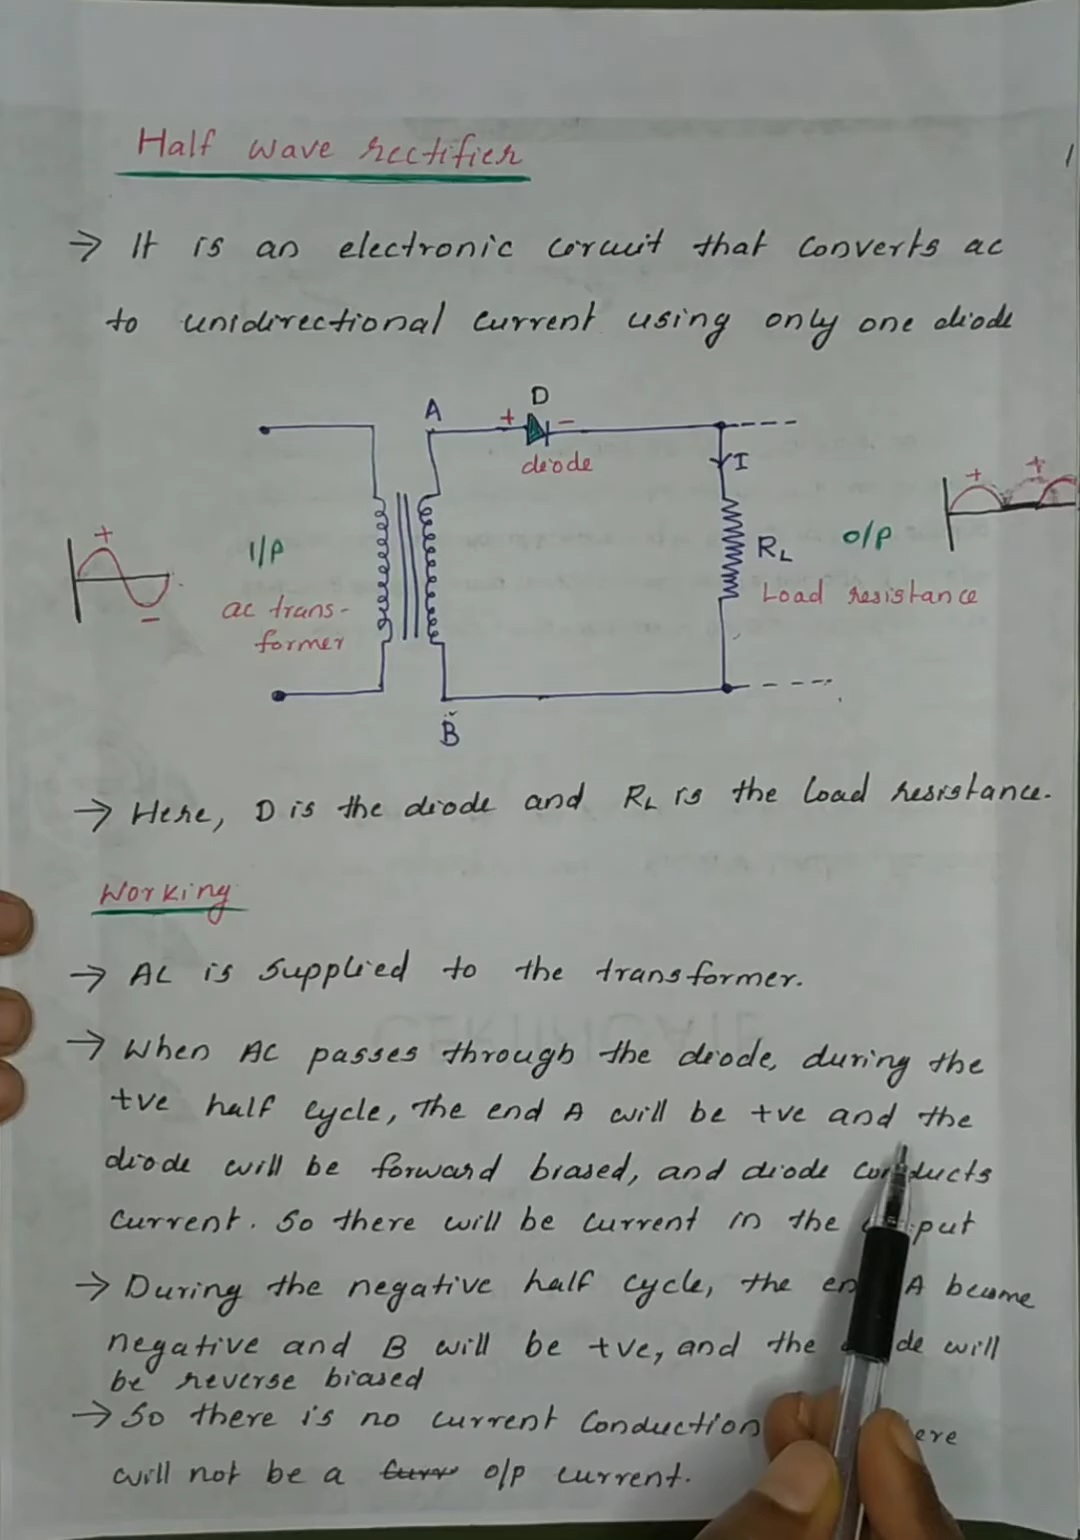 Half wave rectifier
1
→ It is an electronic circuit that converts ac
to unidirectional current using only one diode
D
A
+ -
diode
I
+ +
+
I/P
RL
O/P
ac trans-
former
Load resistance
-
B
→ Here, D is the diode and RL is the load resistance.
Working
→ AC is supplied to the transformer.
→ When AC passes through the diode, during the
+ve half cycle, the end A will be +ve and the
diode will be forward biased, and diode conducts
current. So there will be current in the
→ During the negative half cycle, the A become
negative and B will be +ve, and the will
be reverse biased
→ So there is no current conduction
will not be a o/p current.